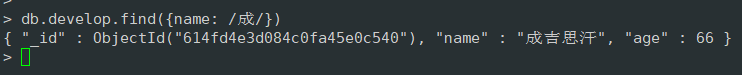 >
> db.develop.find({name: /成/})
{ "_id" : ObjectId("614fd4e3d084c0fa45e0c540"), "name" : "成吉思汗", "age" : 66 }
>